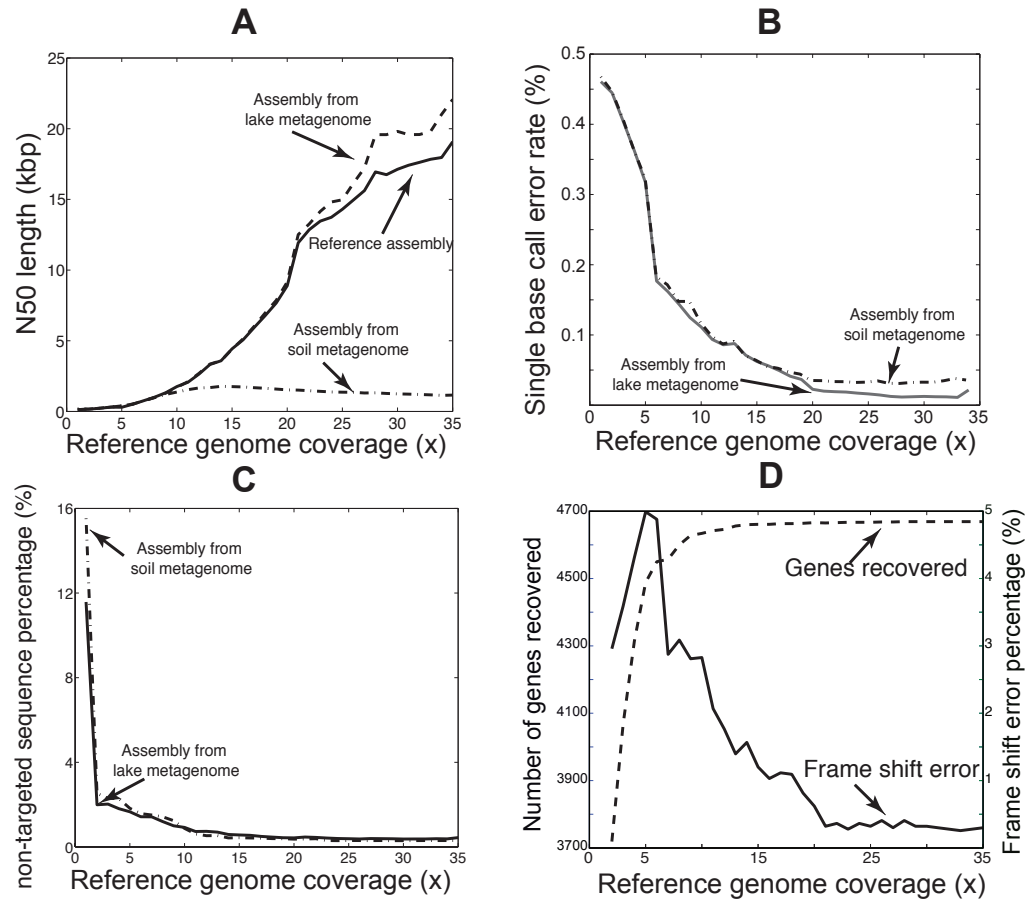 A
N50 length (kbp)
25
20
15
10
5
0
Assembly from
lake metagenome
Reference assembly
Assembly from
soil metagenome
0 5 10 15 20 25 30 35
Reference genome coverage (x)
B
Single base call error rate (%)
0.5
0.4
0.3
0.2
0.1
Assembly from
soil metagenome
Assembly from
lake metagenome
0 5 10 15 20 25 30 35
Reference genome coverage (x)
C
non-targeted sequence percentage (%)
16
12
8
4
0
Assembly from
soil metagenome
Assembly from
lake metagenome
0 5 10 15 20 25 30 35
Reference genome coverage (x)
D
Number of genes recovered
4700
4500
4300
4100
3900
3700
Genes recovered
Frame shift error
5
4
3
2
1
0
Frame shift error percentage (%)
0 5 10 15 20 25 30 35
Reference genome coverage (x)